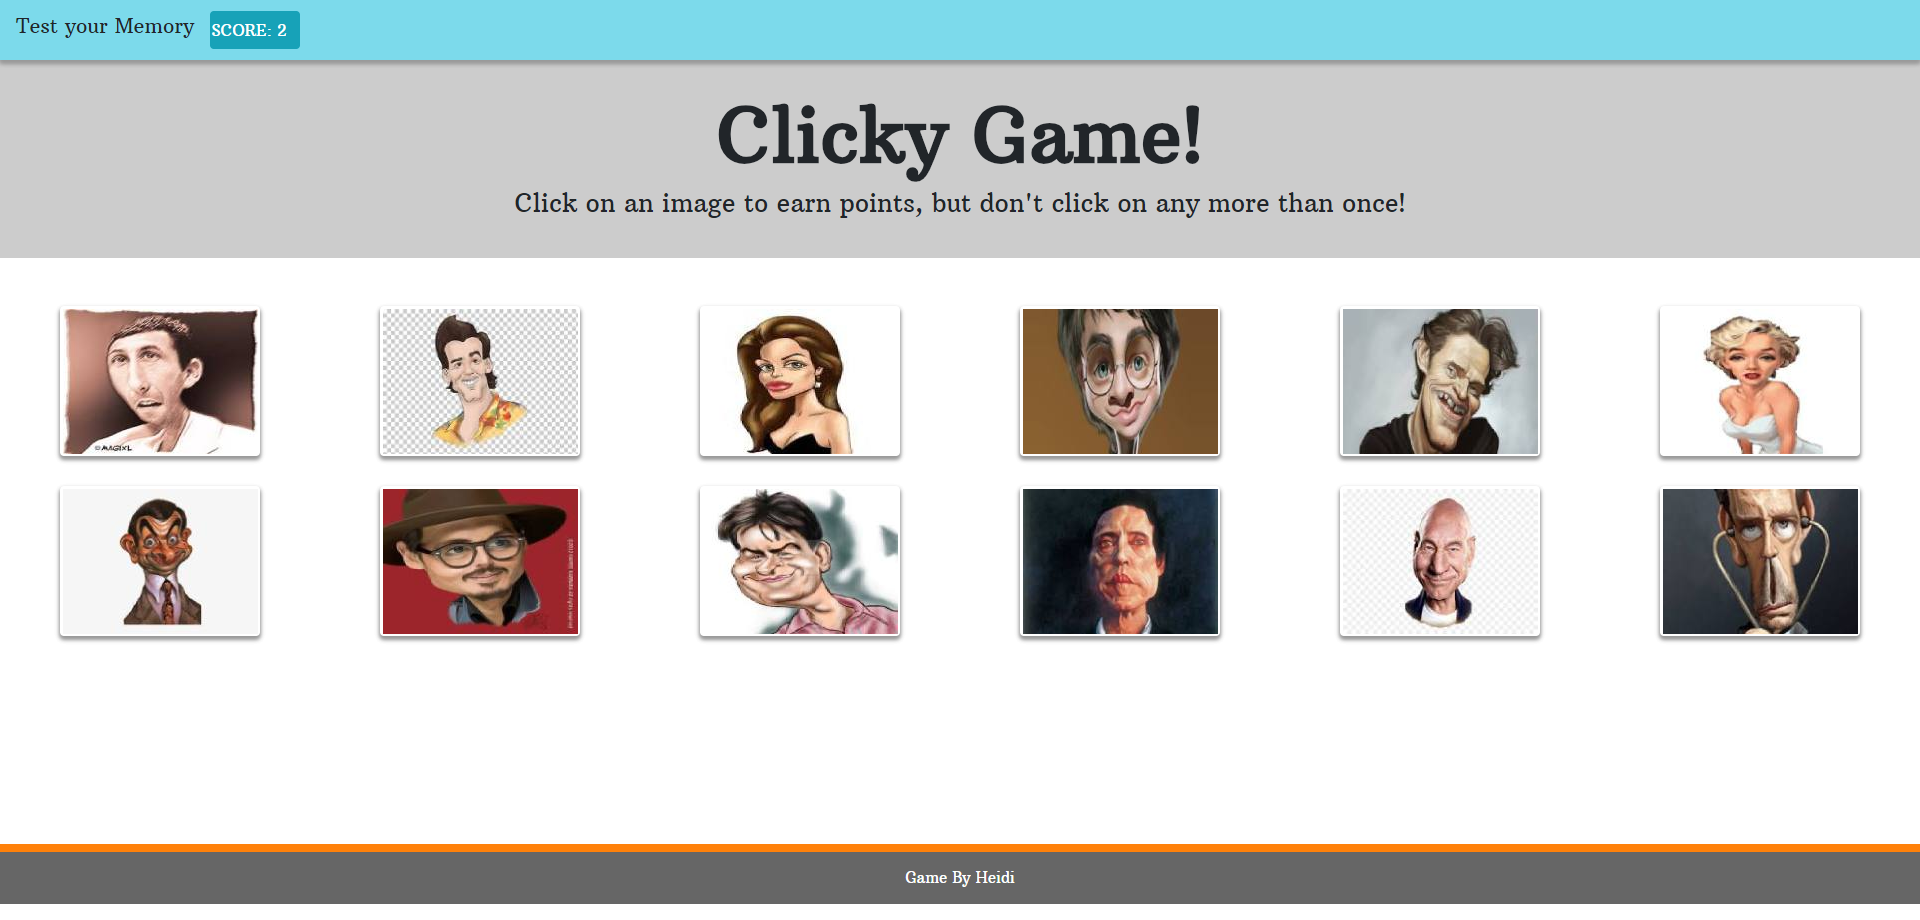 Test your Memory
SCORE: 2
Clicky Game!
Click on an image to earn points, but don't click on any more than once!
©MAGIXL
Game By Heidi